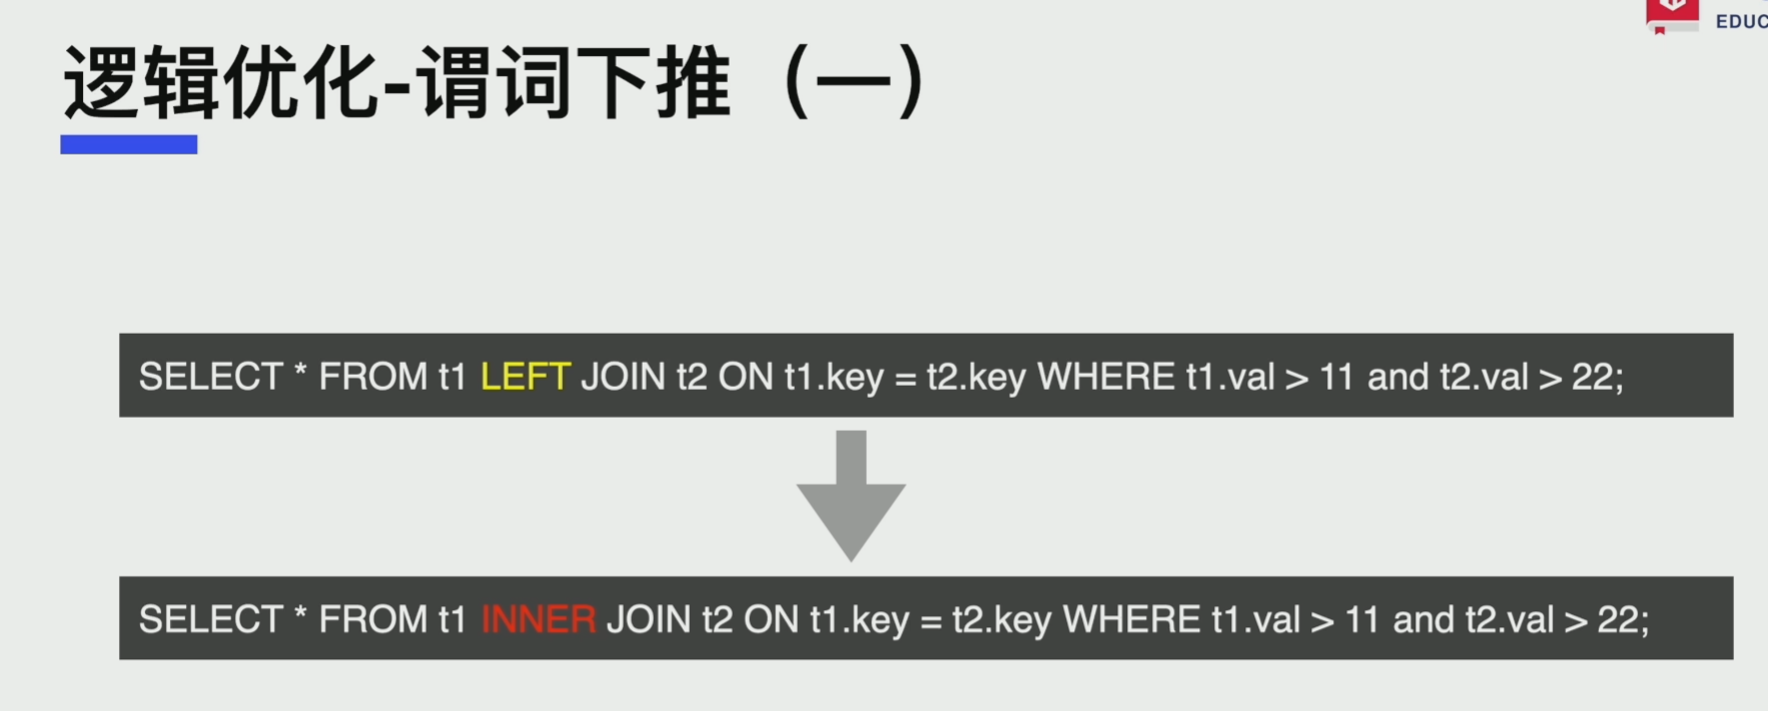 EDUC
逻辑优化-谓词下推（一）
SELECT * FROM t1 LEFT JOIN t2 ON t1.key = t2.key WHERE t1.val > 11 and t2.val > 22;
SELECT * FROM t1 INNER JOIN t2 ON t1.key = t2.key WHERE t1.val > 11 and t2.val > 22;